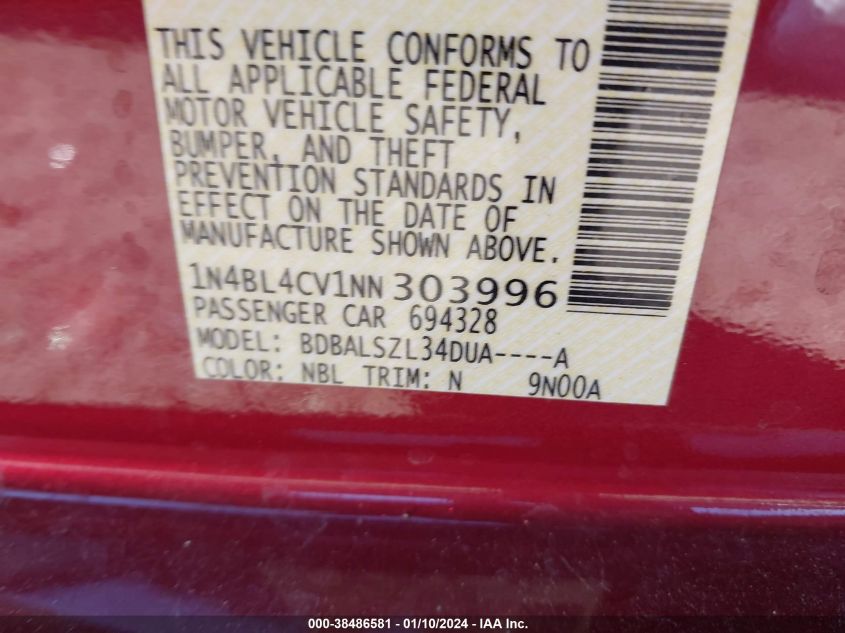 THIS VEHICLE CONFORMS TO
ALL APPLICABLE FEDERAL
MOTOR VEHICLE SAFETY,
BUMPER, AND THEFT
PREVENTION STANDARDS IN
EFFECT ON THE DATE OF
MANUFACTURE SHOWN ABOVE.
1N4BL4CV1NN303996
PASSENGER CAR 694328
MODEL: BDBALSZL34DUA----A
COLOR: NBL TRIM: N 9N00A
000-38486581 - 01/10/2024 - IAA Inc.